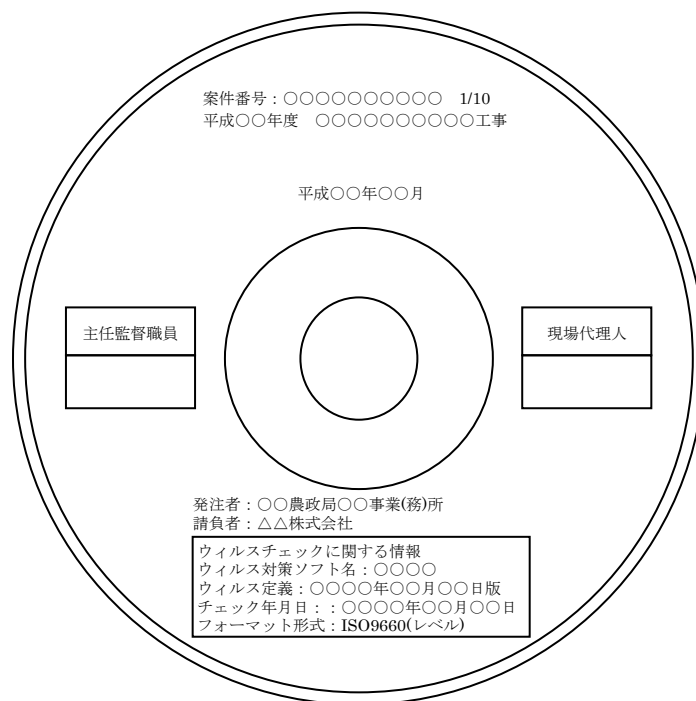 案件番号：○○○○○○○○○○　1/10
平成○○年度　○○○○○○○○○○工事
平成○○年○○月
主任監督職員
現場代理人
発注者：○○農政局○○事業(務)所
請負者：△△株式会社
ウィルスチェックに関する情報
ウィルス対策ソフト名：○○○○
ウィルス定義：○○○○年○○月○○日版
チェック年月日：：○○○○年○○月○○日
フォーマット形式：ISO9660(レベル)